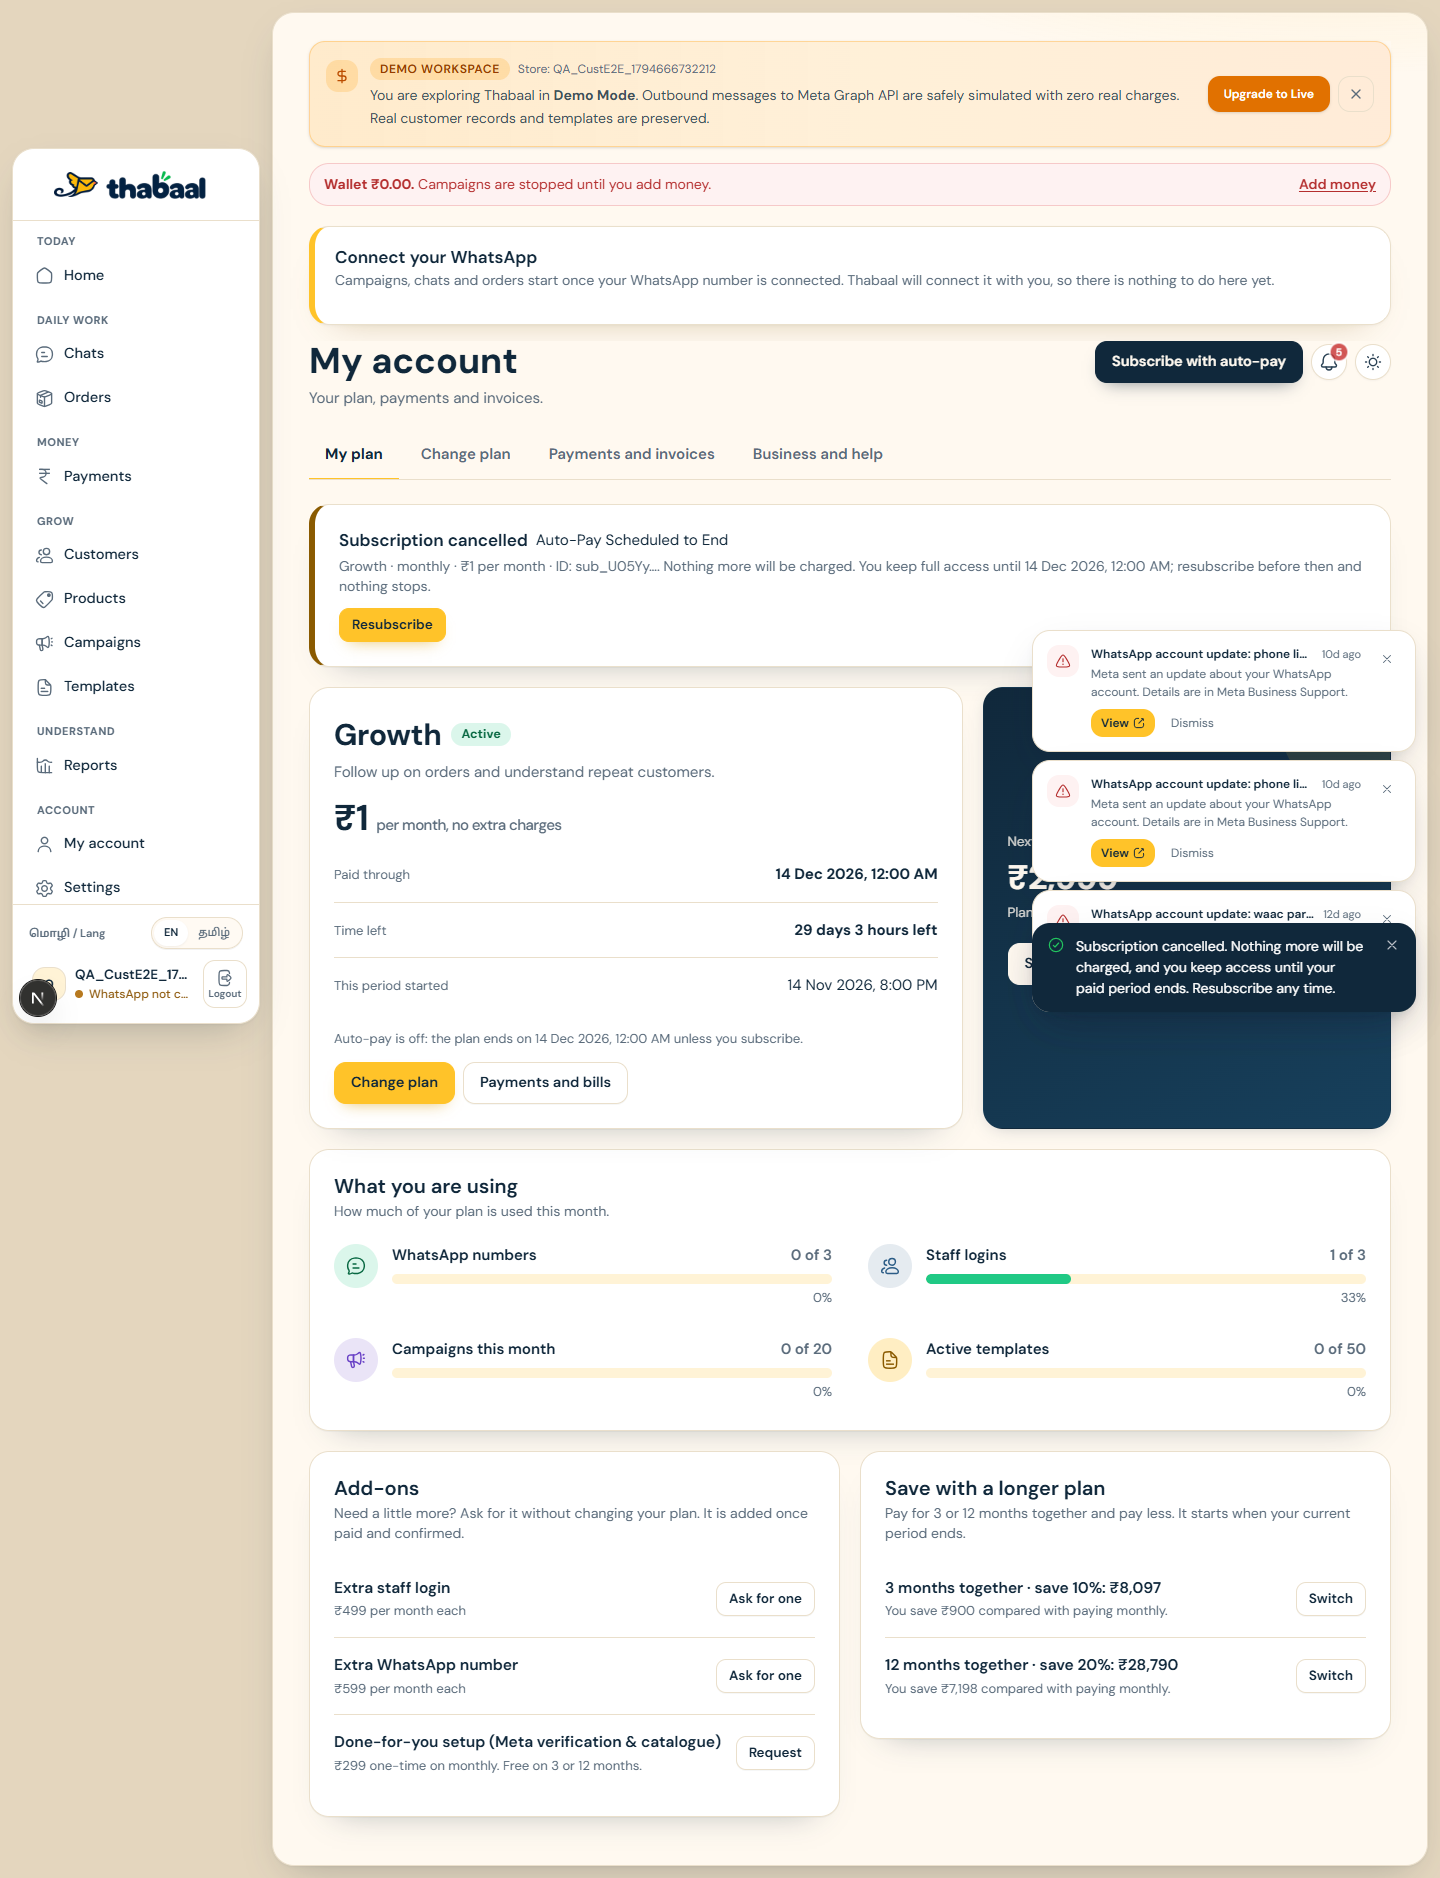 thabaal
TODAY
Home
DAILY WORK
Chats
Orders
MONEY
Payments
GROW
Customers
Products
Campaigns
Templates
UNDERSTAND
Reports
ACCOUNT
My account
Settings
மொழி / Lang
EN
தமிழ்
QA_CustE2E_17...
WhatsApp not c...
Logout
N
DEMO WORKSPACE
Store: QA_CustE2E_1794666732212
You are exploring Thabaal in Demo Mode. Outbound messages to Meta Graph API are safely simulated with zero real charges.
Real customer records and templates are preserved.
Upgrade to Live
Wallet ₹0.00. Campaigns are stopped until you add money.
Add money
Connect your WhatsApp
Campaigns, chats and orders start once your WhatsApp number is connected. Thabaal will connect it with you, so there is nothing to do here yet.
My account
Your plan, payments and invoices.
Subscribe with auto-pay
5
My plan
Change plan
Payments and invoices
Business and help
Subscription cancelled Auto-Pay Scheduled to End
Growth · monthly · ₹1 per month · ID: sub_U05Yy.... Nothing more will be charged. You keep full access until 14 Dec 2026, 12:00 AM; resubscribe before then and
nothing stops.
Resubscribe
Growth
Active
Follow up on orders and understand repeat customers.
₹1 per month, no extra charges
Paid through
14 Dec 2026, 12:00 AM
Time left
29 days 3 hours left
This period started
14 Nov 2026, 8:00 PM
Auto-pay is off: the plan ends on 14 Dec 2026, 12:00 AM unless you subscribe.
Change plan
Payments and bills
WhatsApp account update: phone li...
10d ago
Meta sent an update about your WhatsApp
account. Details are in Meta Business Support.
View
Dismiss
WhatsApp account update: phone li...
10d ago
Meta sent an update about your WhatsApp
account. Details are in Meta Business Support.
View
Dismiss
WhatsApp account update: waac par...
12d ago
Subscription cancelled. Nothing more will be
charged, and you keep access until your
paid period ends. Resubscribe any time.
What you are using
How much of your plan is used this month.
WhatsApp numbers
0 of 3
0%
Staff logins
1 of 3
33%
Campaigns this month
0 of 20
0%
Active templates
0 of 50
0%
Add-ons
Need a little more? Ask for it without changing your plan. It is added once
paid and confirmed.
Extra staff login
₹499 per month each
Ask for one
Extra WhatsApp number
₹599 per month each
Ask for one
Done-for-you setup (Meta verification & catalogue)
₹299 one-time on monthly. Free on 3 or 12 months.
Request
Save with a longer plan
Pay for 3 or 12 months together and pay less. It starts when your current
period ends.
3 months together · save 10%: ₹8,097
You save ₹900 compared with paying monthly.
Switch
12 months together · save 20%: ₹28,790
You save ₹7,198 compared with paying monthly.
Switch